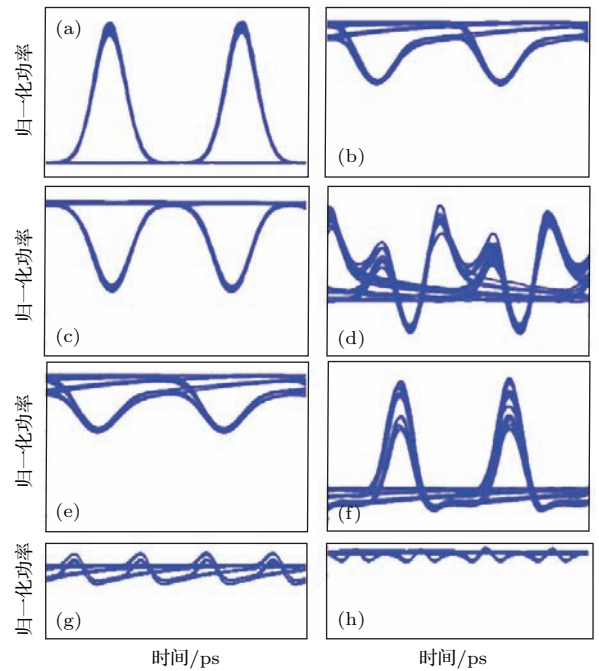 (a)
归一化功率
(b)
归一化功率
(c)
(d)
归一化功率
(e)
(f)
归一化功率
(g)
(h)
时间/ps
时间/ps